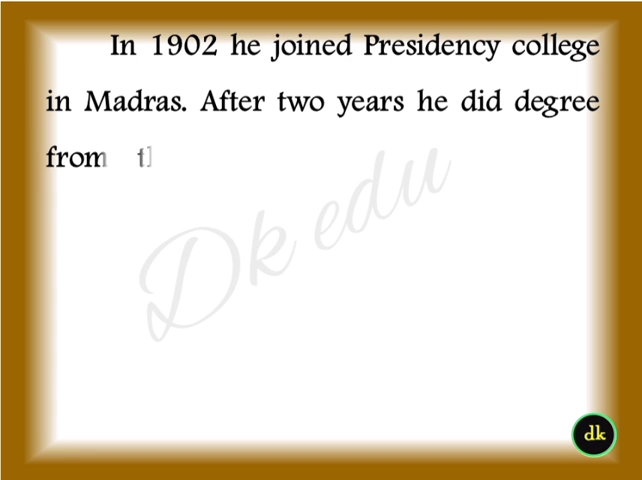 In 1902 he joined Presidency college
in Madras. After two years he did degree
from
Dk edu
dk